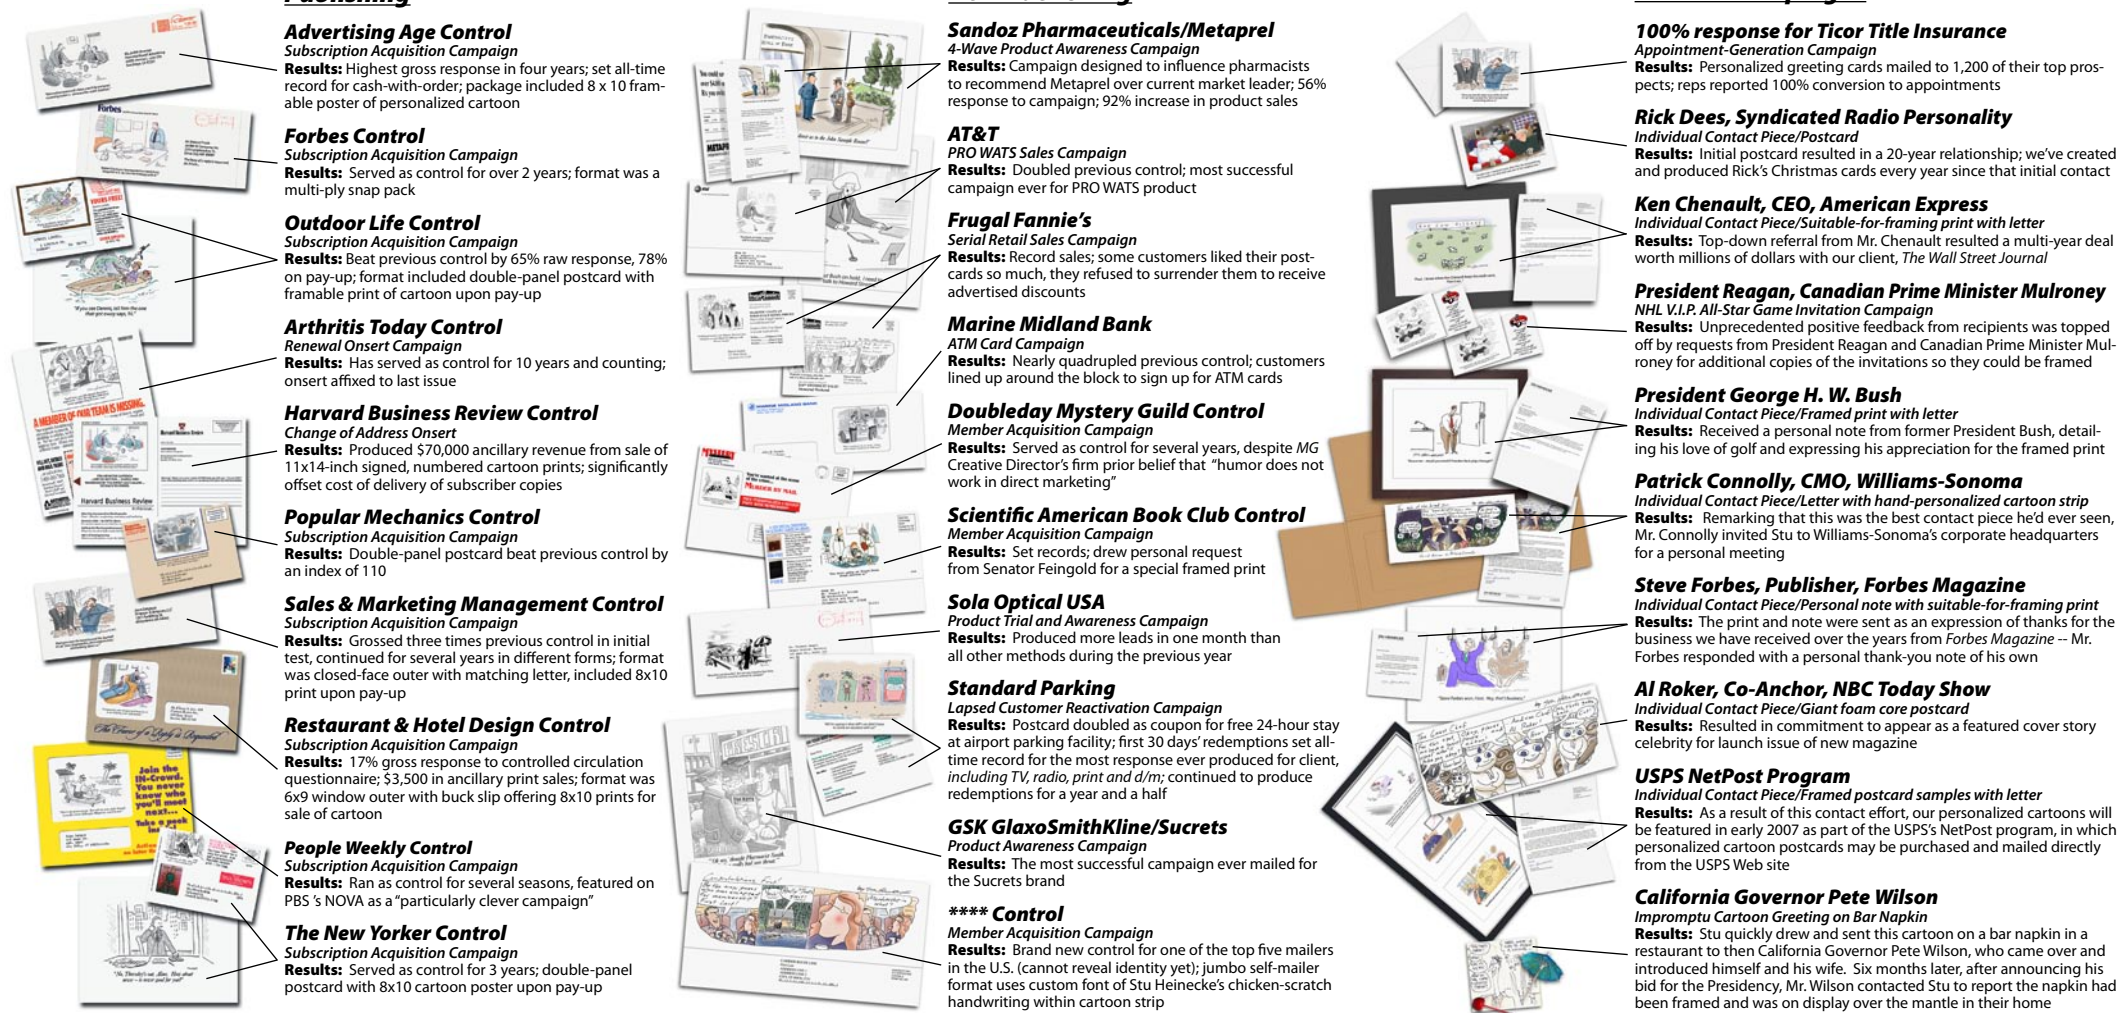 Publishing
Advertising Age Control
Subscription Acquisition Campaign
Results: Highest gross response in four years; set all-time
record for cash-with-order; package included 8 x 10 fram-
able poster of personalized cartoon
Forbes Control
Subscription Acquisition Campaign
Results: Served as control for over 2 years; format was a
multi-ply snap pack
Outdoor Life Control
Subscription Acquisition Campaign
Results: Beat previous control by 65% raw response, 78%
on pay-up; format included double-panel postcard with
framable print of cartoon upon pay-up
Arthritis Today Control
Renewal Onsert Campaign
Results: Has served as control for 10 years and counting;
onsert affixed to last issue
Harvard Business Review Control
Change of Address Onsert
Results: Produced $70,000 ancillary revenue from sale of
11x14-inch signed, numbered cartoon prints; significantly
offset cost of delivery of subscriber copies
Popular Mechanics Control
Subscription Acquisition Campaign
Results: Double-panel postcard beat previous control by
an index of 110
Sales & Marketing Management Control
Subscription Acquisition Campaign
Results: Grossed three times previous control in initial
test, continued for several years in different forms; format
was closed-face outer with matching letter, included 8x10
print upon pay-up
Restaurant & Hotel Design Control
Subscription Acquisition Campaign
Results: 17% gross response to controlled circulation
questionnaire; $3,500 in ancillary print sales; format was
6x9 window outer with buck slip offering 8x10 prints for
sale of cartoon
People Weekly Control
Subscription Acquisition Campaign
Results: Ran as control for several seasons, featured on
PBS 's NOVA as a "particularly clever campaign"
The New Yorker Control
Subscription Acquisition Campaign
Results: Served as control for 3 years; double-panel
postcard with 8x10 cartoon poster upon pay-up
Forbes
A MEMBER OF OUR TEAM IS MISSING.
Harvard Business Review
The Favor of a Reply is Requested
Join the
IN-Crowd.
You never
know who
you'll meet
next...
Take a peek
Sandoz Pharmaceuticals/Metaprel
4-Wave Product Awareness Campaign
Results: Campaign designed to influence pharmacists
to recommend Metaprel over current market leader; 56%
response to campaign; 92% increase in product sales
AT&T
PRO WATS Sales Campaign
Results: Doubled previous control; most successful
campaign ever for PRO WATS product
Frugal Fannie's
Serial Retail Sales Campaign
Results: Record sales; some customers liked their post-
cards so much, they refused to surrender them to receive
advertised discounts
Marine Midland Bank
ATM Card Campaign
Results: Nearly quadrupled previous control; customers
lined up around the block to sign up for ATM cards
Doubleday Mystery Guild Control
Member Acquisition Campaign
Results: Served as control for several years, despite MG
Creative Director's firm prior belief that "humor does not
work in direct marketing"
Scientific American Book Club Control
Member Acquisition Campaign
Results: Set records; drew personal request
from Senator Feingold for a special framed print
Sola Optical USA
Product Trial and Awareness Campaign
Results: Produced more leads in one month than
all other methods during the previous year
Standard Parking
Lapsed Customer Reactivation Campaign
Results: Postcard doubled as coupon for free 24-hour stay
at airport parking facility; first 30 days' redemptions set all-
time record for the most response ever produced for client,
including TV, radio, print and d/m; continued to produce
redemptions for a year and a half
GSK GlaxoSmithKline/Sucrets
Product Awareness Campaign
Results: The most successful campaign ever mailed for
the Sucrets brand
**** Control
Member Acquisition Campaign
Results: Brand new control for one of the top five mailers
in the U.S. (cannot reveal identity yet); jumbo self-mailer
format uses custom font of Stu Heinecke's chicken-scratch
handwriting within cartoon strip
MURDER BY MAIL
100% response for Ticor Title Insurance
Appointment-Generation Campaign
Results: Personalized greeting cards mailed to 1,200 of their top pros-
pects; reps reported 100% conversion to appointments
Rick Dees, Syndicated Radio Personality
Individual Contact Piece/Postcard
Results: Initial postcard resulted in a 20-year relationship; we've created
and produced Rick's Christmas cards every year since that initial contact
Ken Chenault, CEO, American Express
Individual Contact Piece/Suitable-for-framing print with letter
Results: Top-down referral from Mr. Chenault resulted a multi-year deal
worth millions of dollars with our client, The Wall Street Journal
President Reagan, Canadian Prime Minister Mulroney
NHL V.I.P. All-Star Game Invitation Campaign
Results: Unprecedented positive feedback from recipients was topped
off by requests from President Reagan and Canadian Prime Minister Mul-
roney for additional copies of the invitations so they could be framed
President George H. W. Bush
Individual Contact Piece/Framed print with letter
Results: Received a personal note from former President Bush, detail-
ing his love of golf and expressing his appreciation for the framed print
Patrick Connolly, CMO, Williams-Sonoma
Individual Contact Piece/Letter with hand-personalized cartoon strip
Results: Remarking that this was the best contact piece he'd ever seen,
Mr. Connolly invited Stu to Williams-Sonoma's corporate headquarters
for a personal meeting
Steve Forbes, Publisher, Forbes Magazine
Individual Contact Piece/Personal note with suitable-for-framing print
Results: The print and note were sent as an expression of thanks for the
business we have received over the years from Forbes Magazine -- Mr.
Forbes responded with a personal thank-you note of his own
Al Roker, Co-Anchor, NBC Today Show
Individual Contact Piece/Giant foam core postcard
Results: Resulted in commitment to appear as a featured cover story
celebrity for launch issue of new magazine
USPS NetPost Program
Individual Contact Piece/Framed postcard samples with letter
Results: As a result of this contact effort, our personalized cartoons will
be featured in early 2007 as part of the USPS's NetPost program, in which
personalized cartoon postcards may be purchased and mailed directly
from the USPS Web site
California Governor Pete Wilson
Impromptu Cartoon Greeting on Bar Napkin
Results: Stu quickly drew and sent this cartoon on a bar napkin in a
restaurant to then California Governor Pete Wilson, who came over and
introduced himself and his wife. Six months later, after announcing his
bid for the Presidency, Mr. Wilson contacted Stu to report the napkin had
been framed and was on display over the mantle in their home